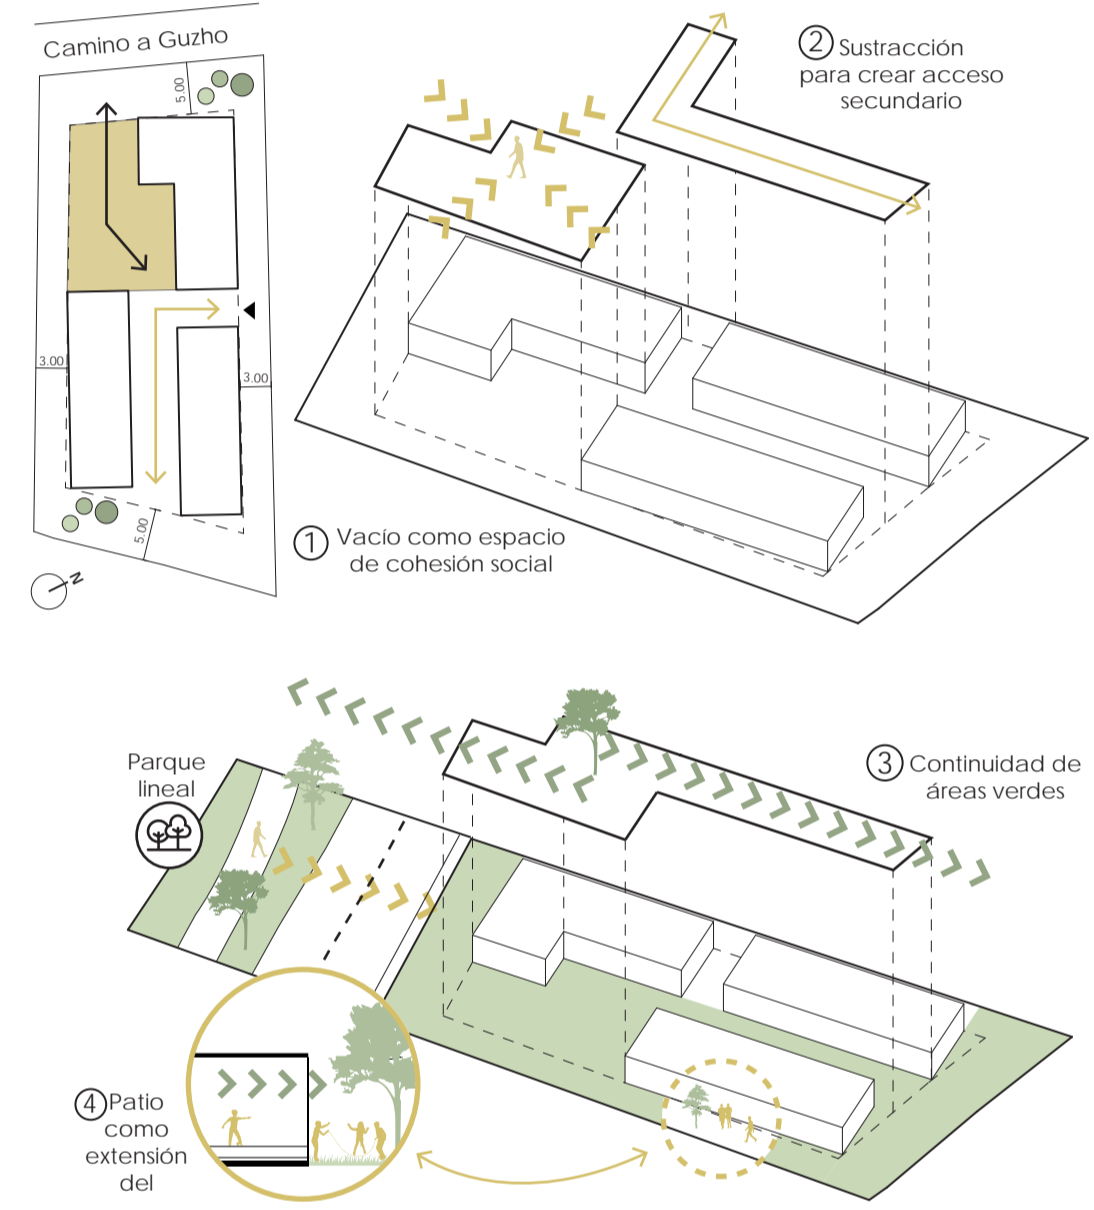 Camino a Guzho
5.00
3.00
3.00
5.00
N
① Vacío como espacio
de cohesión social
② Sustracción
para crear acceso
secundario
Parque
lineal
③ Continuidad de
áreas verdes
④ Patio
como
extensión
del